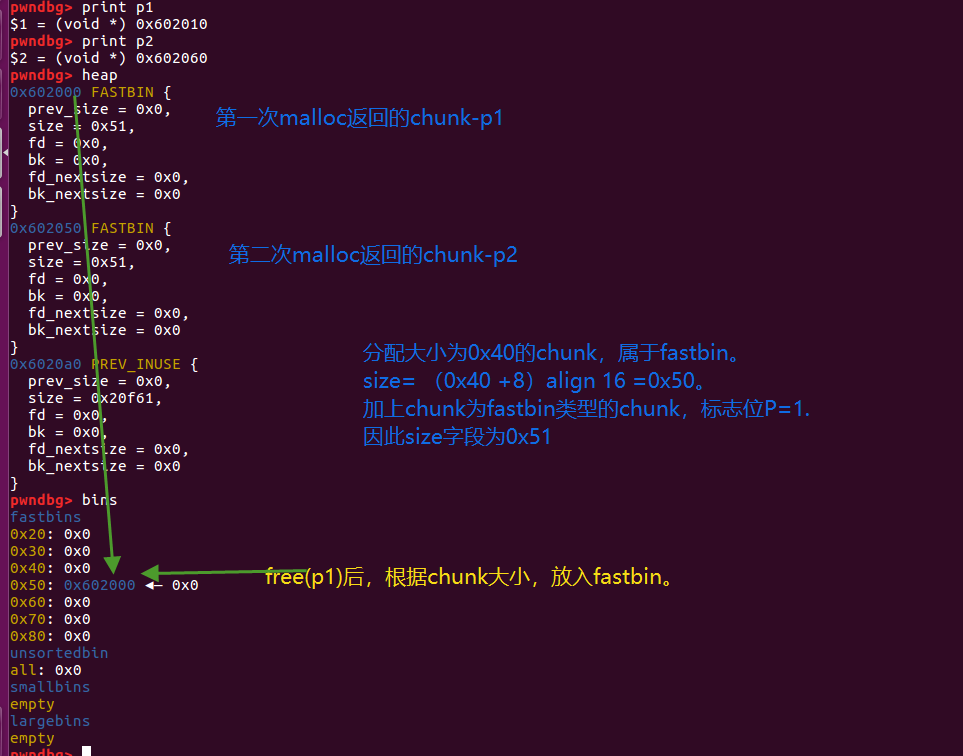 pwndbg> print p1
$1 = (void *) 0x602010
pwndbg> print p2
$2 = (void *) 0x602060
pwndbg> heap
0x602000 FASTBIN {
prev_size = 0x0,
size = 0x51,
fd = 0x0,
bk = 0x0,
fd_nextsize = 0x0,
bk_nextsize = 0x0
}
第一次malloc返回的chunk-p1
0x602050 FASTBIN {
prev_size = 0x0,
size = 0x51,
fd = 0x0,
bk = 0x0,
fd_nextsize = 0x0,
bk_nextsize = 0x0
}
第二次malloc返回的chunk-p2
0x6020a0 PREV_INUSE {
prev_size = 0x0,
size = 0x20f61,
fd = 0x0,
bk = 0x0,
fd_nextsize = 0x0,
bk_nextsize = 0x0
}
分配大小为0x40的chunk，属于fastbin。
size= （0x40 +8）align 16 =0x50。
加上chunk为fastbin类型的chunk，标志位P=1.
因此size字段为0x51
pwndbg> bins
fastbins
0x20: 0x0
0x30: 0x0
0x40: 0x0
0x50: 0x602000 ◂— 0x0
0x60: 0x0
0x70: 0x0
0x80: 0x0
free(p1)后，根据chunk大小，放入fastbin。
unsortedbin
all: 0x0
smallbins
empty
largebins
empty
pwndbg>